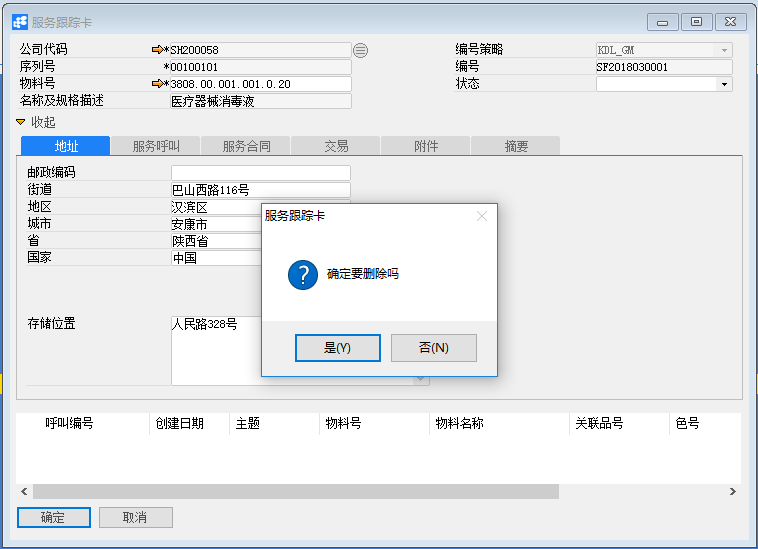 服务跟踪卡
公司代码 *SH200058 编号策略 KDL_GM
序列号 *00100101 编号 SF2018030001
物料号 *3808.00.001.001.0.20 状态
名称及规格描述 医疗器械消毒液
收起
地址 服务呼叫 服务合同 交易 附件 摘要
邮政编码
街道 巴山西路116号
地区 汉滨区
城市 安康市
省 陕西省
国家 中国
服务跟踪卡
确定要删除吗
是(Y) 否(N)
存储位置 人民路328号
呼叫编号 创建日期 主题 物料号 物料名称 关联品号 色号
确定 取消